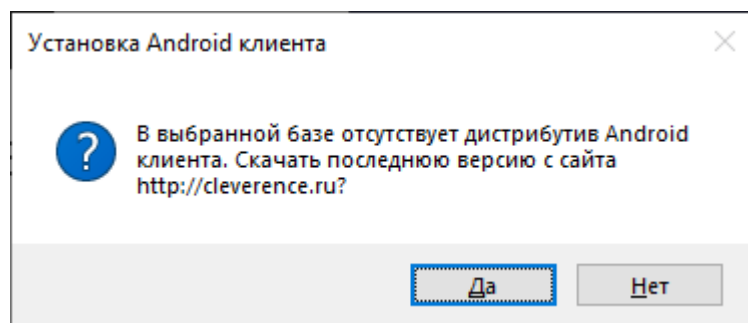 Установка Android клиента
В выбранной базе отсутствует дистрибутив Android
клиента. Скачать последнюю версию с сайта
http://cleverence.ru?
Да
Нет